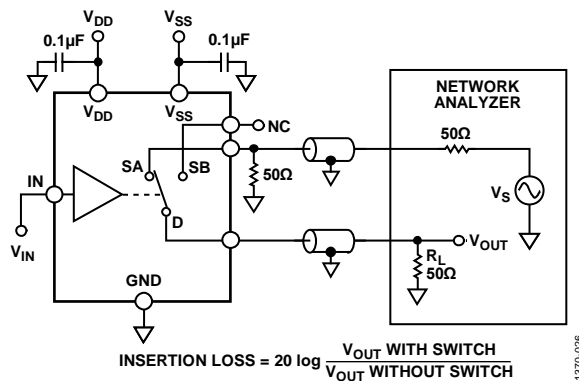 VDD
VSS
0.1µF
0.1µF
VDD
VSS
NC
SA
SB
IN
D
50Ω
VIN
GND
NETWORK
ANALYZER
50Ω
VS
VOUT
RL
50Ω
INSERTION LOSS = 20 log VOUT WITH SWITCH
VOUT WITHOUT SWITCH